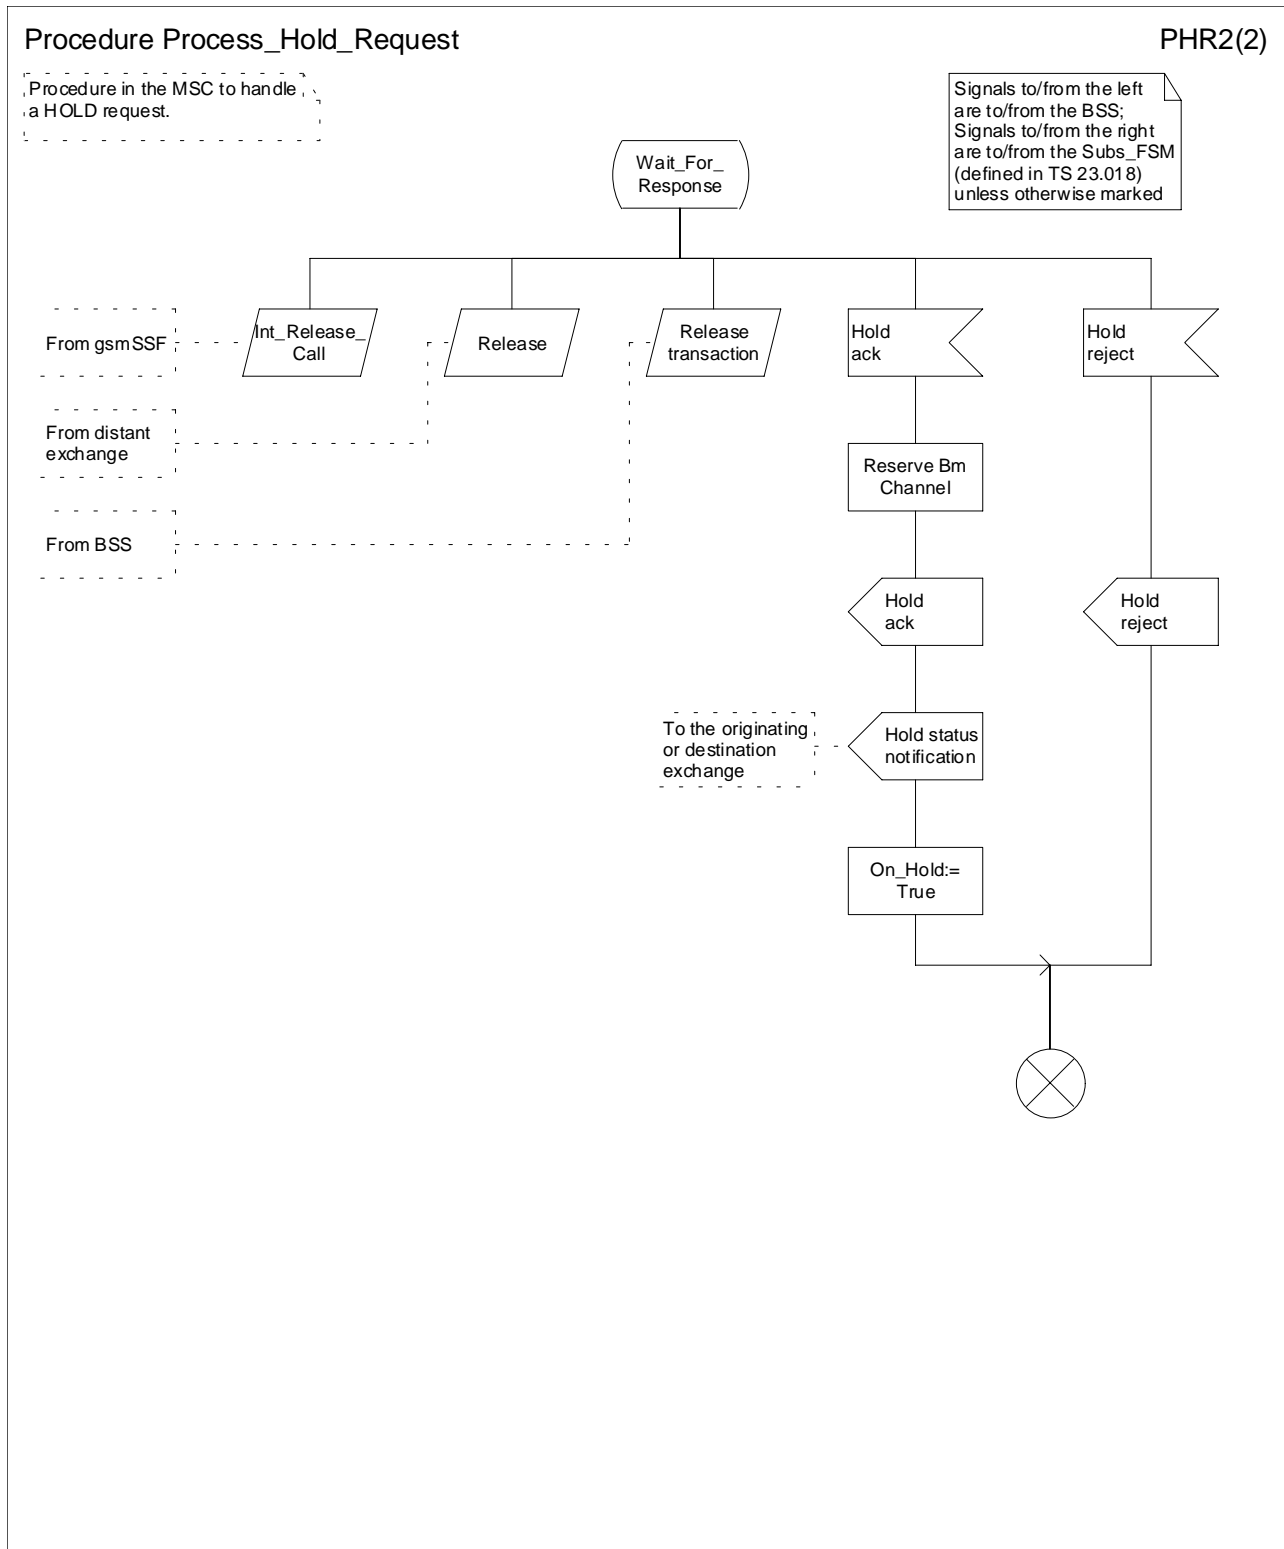 Procedure Process_Hold_Request
PHR2(2)
Procedure in the MSC to handle
a HOLD request.
Signals to/from the left
are to/from the BSS;
Signals to/from the right
are to/from the Subs_FSM
(defined in TS 23.018)
unless otherwise marked
Wait_For_
Response
From gsmSSF
Int_Release_
Call
Release
Release
transaction
Hold
ack
Hold
reject
From distant
exchange
Reserve Bm
Channel
From BSS
Hold
ack
Hold
reject
To the originating
or destination
exchange
Hold status
notification
On_Hold:=
True